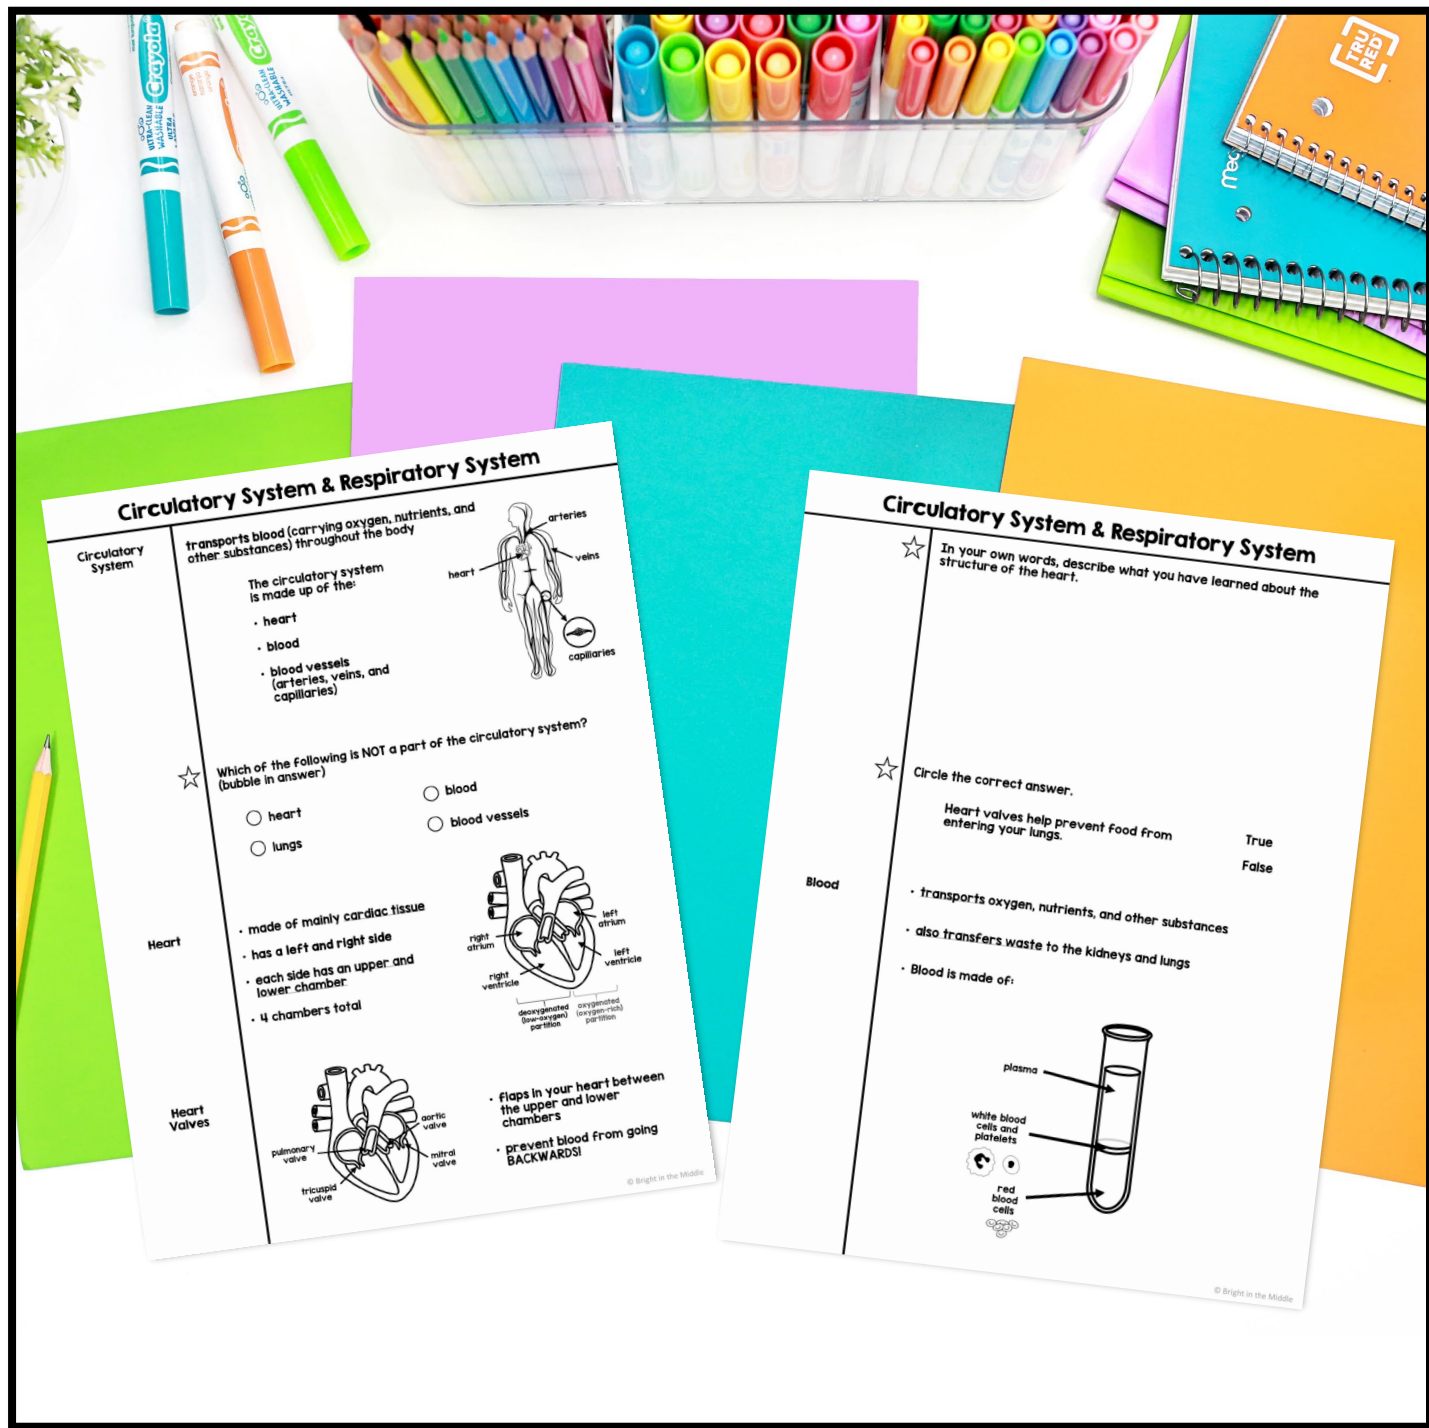 Crayola
ULTRA-CLEAN
WASHABLE
ULTRA
Crayola
ULTRA-CLEAN
WASHABLE
TRU
RED
Circulatory System & Respiratory System
Circulatory
System
transports blood (carrying oxygen, nutrients, and
other substances) throughout the body
The circulatory system
is made up of the:
• heart
• blood
• blood vessels
(arteries, veins, and
capillaries)
arteries
veins
heart
capillaries
Which of the following is NOT a part of the circulatory system?
(bubble in answer)
heart
blood
lungs
blood vessels
Heart
• made of mainly cardiac tissue
• has a left and right side
• each side has an upper and
lower chamber
• 4 chambers total
left
atrium
right
atrium
left
ventricle
right
ventricle
deoxygenated
(low-oxygen)
partition
oxygenated
(oxygen-rich)
partition
Heart
Valves
aortic
valve
pulmonary
valve
mitral
valve
tricuspid
valve
• flaps in your heart between
the upper and lower
chambers
• prevent blood from going
BACKWARDS!
© Bright in the Middle
Circulatory System & Respiratory System
In your own words, describe what you have learned about the
structure of the heart.
Circle the correct answer.
Heart valves help prevent food from
entering your lungs.
True
False
Blood
• transports oxygen, nutrients, and other substances
• also transfers waste to the kidneys and lungs
• Blood is made of:
plasma
white blood
cells and
platelets
red
blood
cells
© Bright in the Middle